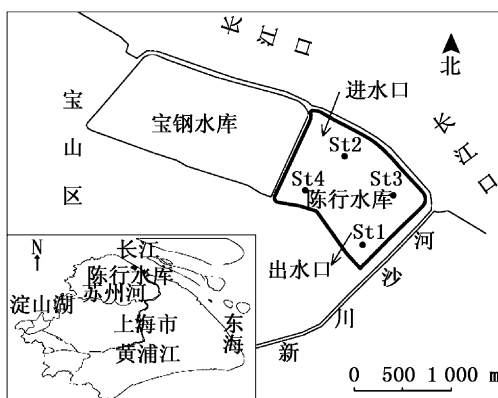 长江口
北
长江口
宝山区
进水口
宝钢水库
St2
St4
St3
陈行水库
St1
出水口
新川沙河
N
长江
陈行水库
苏州河
淀山湖
上海市
东海
黄浦江
0 500 1 000 m